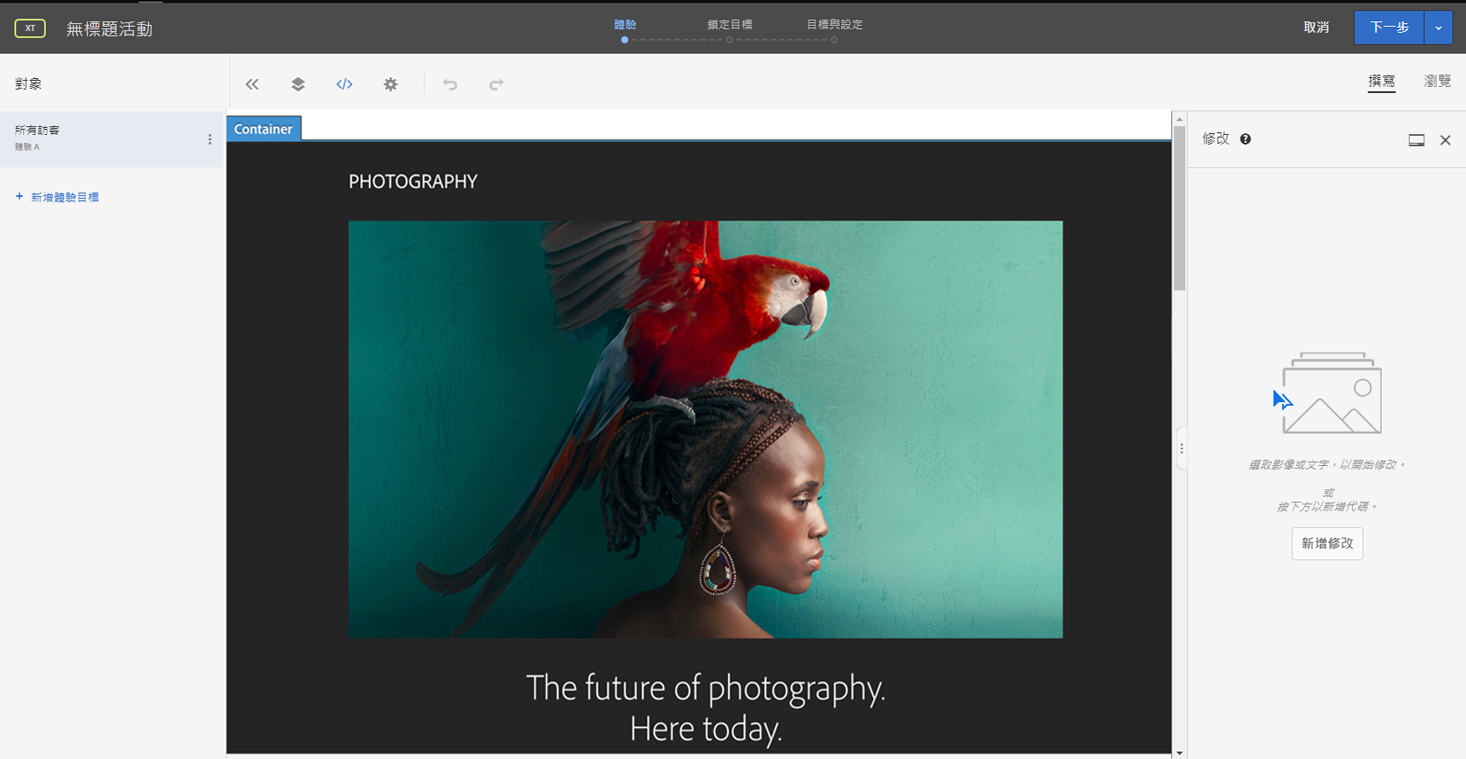 XT
無標題活動
體驗
鎖定目標
目標與設定
取消
下一步
對象
撰寫
瀏覽
所有訪客
體驗 A
+ 新增體驗目標
Container
PHOTOGRAPHY
The future of photography.
Here today.
修改
選取影像或文字，以開始修改。
或
按下方以新增代碼。
新增修改